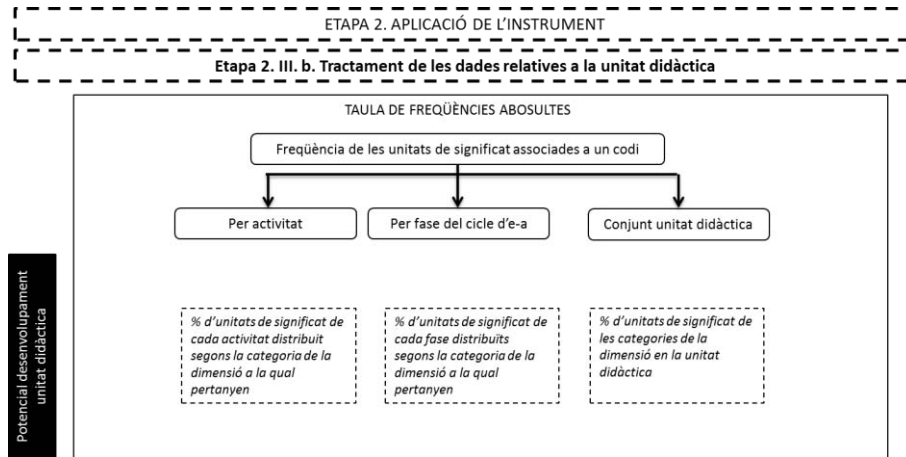 ETAPA 2. APLICACIÓ DE L'INSTRUMENT
Etapa 2. III. b. Tractament de les dades relatives a la unitat didàctica
TAULA DE FREQÜÈNCIES ABOSULTES
Freqüència de les unitats de significat associades a un codi
Per activitat
Per fase del cicle d'e-a
Conjunt unitat didàctica
% d'unitats de significat de
cada activitat distribuit
segons la categoria de la
dimensió a la qual
pertanyen
% d'unitats de significat de
cada fase distribuïts
segons la categoria de la
dimensió a la qual
pertanyen
% d'unitats de significat de
les categories de la
dimensió en la unitat
didàctica
Potencial desenvolupament
unitat didàctica